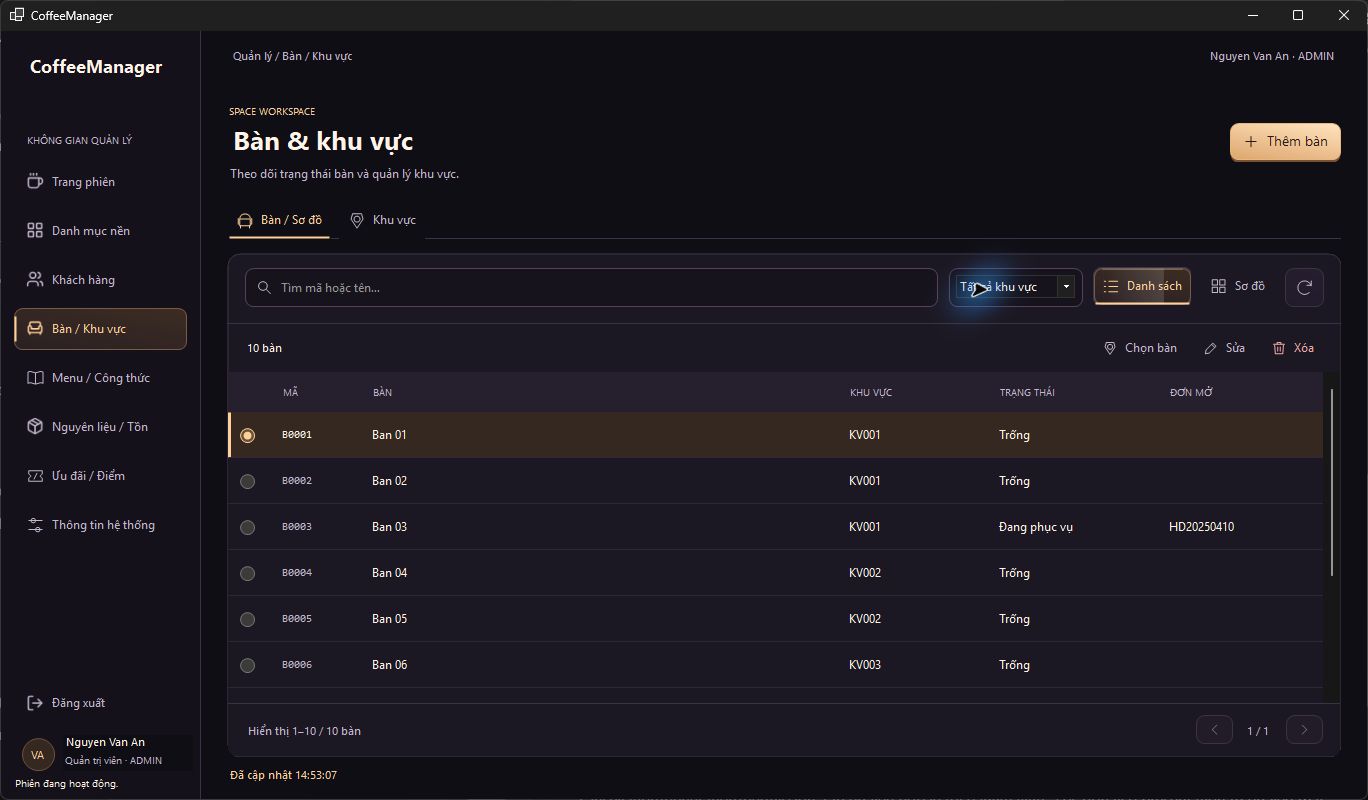 CoffeeManager
CoffeeManager
Quản lý / Bàn / Khu vực
Nguyen Van An · ADMIN
KHÔNG GIAN QUẢN LÝ
Trang phiên
Danh mục nền
Khách hàng
Bàn / Khu vực
Menu / Công thức
Nguyên liệu / Tồn
Ưu đãi / Điểm
Thông tin hệ thống
Đăng xuất
VA
Nguyen Van An
Quản trị viên · ADMIN
Phiên đang hoạt động.
SPACE WORKSPACE
Bàn & khu vực
Theo dõi trạng thái bàn và quản lý khu vực.
Thêm bàn
Bàn / Sơ đồ Khu vực
Tìm mã hoặc tên... khu vực Danh sách Sơ đồ
10 bàn Chọn bàn Sửa Xóa
MÃ BÀN KHU VỰC TRẠNG THÁI ĐƠN MỞ
B0001 Ban 01 KV001 Trống
B0002 Ban 02 KV001 Trống
B0003 Ban 03 KV001 Đang phục vụ HD20250410
B0004 Ban 04 KV002 Trống
B0005 Ban 05 KV002 Trống
B0006 Ban 06 KV003 Trống
Hiển thị 1–10 / 10 bàn 1 / 1
Đã cập nhật 14:53:07